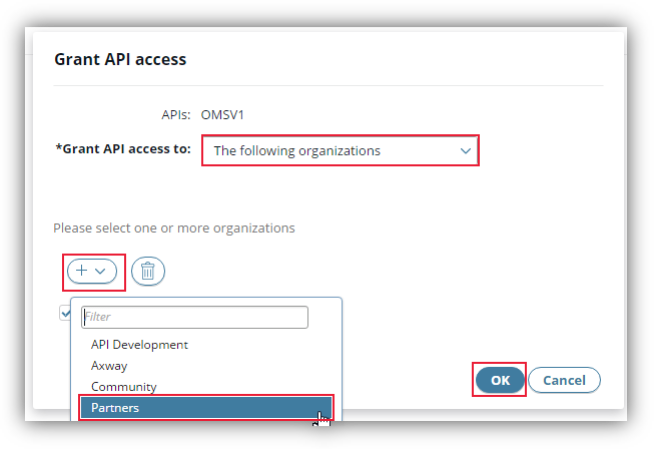 Grant API access
APIs: OMSV1
*Grant API access to: The following organizations
Please select one or more organizations
+
Filter
API Development
Axway
Community
Partners
OK Cancel